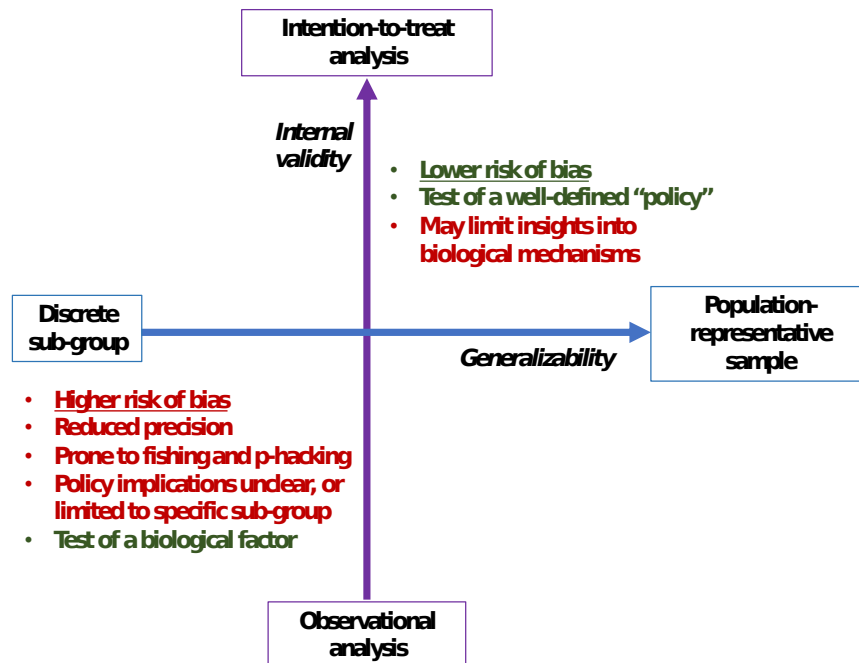 Intention-to-treat
analysis
Internal
validity
• Lower risk of bias
• Test of a well-defined “policy”
• May limit insights into
biological mechanisms
Discrete
sub-group
Generalizability
Population-
representative
sample
• Higher risk of bias
• Reduced precision
• Prone to fishing and p-hacking
• Policy implications unclear, or
limited to specific sub-group
• Test of a biological factor
Observational
analysis